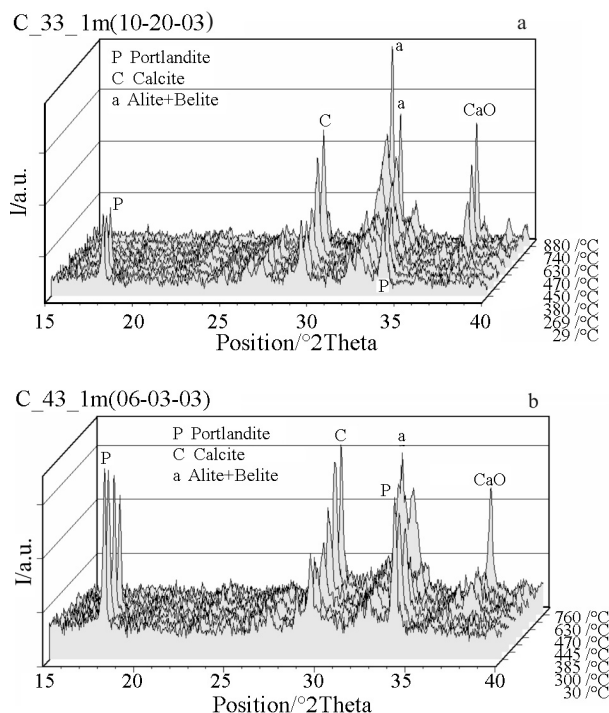 C_33_1m(10-20-03)
a
P Portlandite
C Calcite
a Alite+Belite
a
a
C
CaO
P
P
I/a.u.
880 /°C
740 /°C
630 /°C
470 /°C
450 /°C
380 /°C
269 /°C
29 /°C
15 20 25 30 35 40
Position/°2Theta
C_43_1m(06-03-03)
b
P Portlandite
C Calcite
a Alite+Belite
C
a
P
P
CaO
I/a.u.
760 /°C
630 /°C
470 /°C
445 /°C
385 /°C
300 /°C
30 /°C
15 20 25 30 35 40
Position/°2Theta